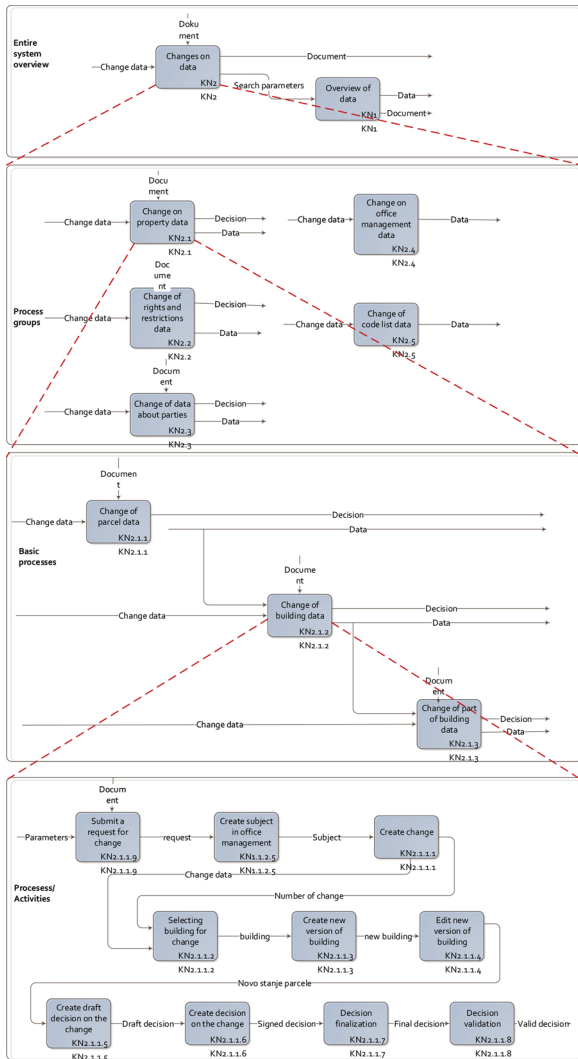 Entire
system
overview
Doku
ment
Change data
Changes on
data
KN2
KN2
Document
Search parameters
Overview of
data
KN1
KN1
Data
Document
Process
groups
Docu
ment
Change data
Change on
property data
KN2.1
KN2.1
Decision
Data
Change data
Change on
office
management
data
KN2.4
KN2.4
Data
Doc
ume
nt
Change data
Change of
rights and
restrictions
data
KN2.2
KN2.2
Decision
Data
Change data
Change of
code list data
KN2.5
KN2.5
Data
Docum
ent
Change data
Change of data
about parties
KN2.3
KN2.3
Decision
Data
Basic
processes
Documen
t
Change data
Change of
parcel data
KN2.1.1
KN2.1.1
Decision
Data
Docume
nt
Change data
Change of
building data
KN2.1.2
KN2.1.2
Decision
Data
Docum
ent
Change data
Change of part
of building
data
KN2.1.3
KN2.1.3
Decision
Data
Procisess/
Activities
Docum
ent
Parameters
Submit a
request for
change
KN2.1.1.9
KN2.1.1.9
request
Create subject
in office
management
KN1.1.2.5
KN1.1.2.5
Subject
Create change
KN2.1.1.1
KN2.1.1.1
Change data
Number of change
Selecting
building for
change
KN2.1.1.2
KN2.1.1.2
building
Create new
version of
building
KN2.1.1.3
KN2.1.1.3
new building
Edit new
version of
building
KN2.1.1.4
KN2.1.1.4
Novo stanje parcele
Create draft
decision on the
change
KN2.1.1.5
KN2.1.1.5
Draft decision
Create decision
on the change
KN2.1.1.6
KN2.1.1.6
Signed decision
Decision
finalization
KN2.1.1.7
KN2.1.1.7
Final decision
Decision
validation
KN2.1.1.8
KN2.1.1.8
Valid decision